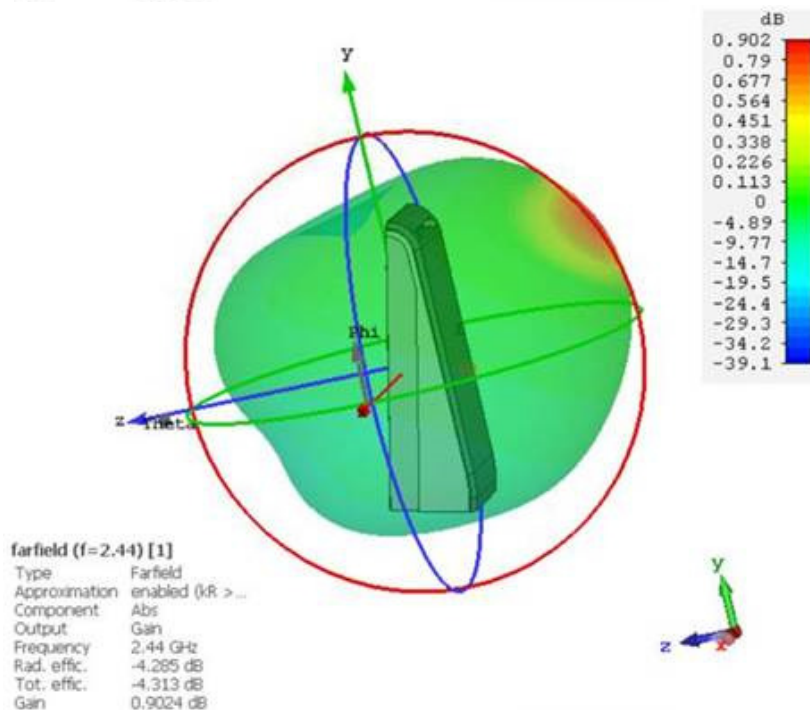 dB
0.902
0.79
0.677
0.564
0.451
0.338
0.226
0.113
0
-4.89
-9.77
-14.7
-19.5
-24.4
-29.3
-34.2
-39.1
y
Phi
z
farfield (f=2.44) [1]
Type Farfield
Approximation enabled (kR >...
Component Abs
Output Gain
Frequency 2.44 GHz
Rad. effic. -4.285 dB
Tot. effic. -4.313 dB
Gain 0.9024 dB
y
z
x